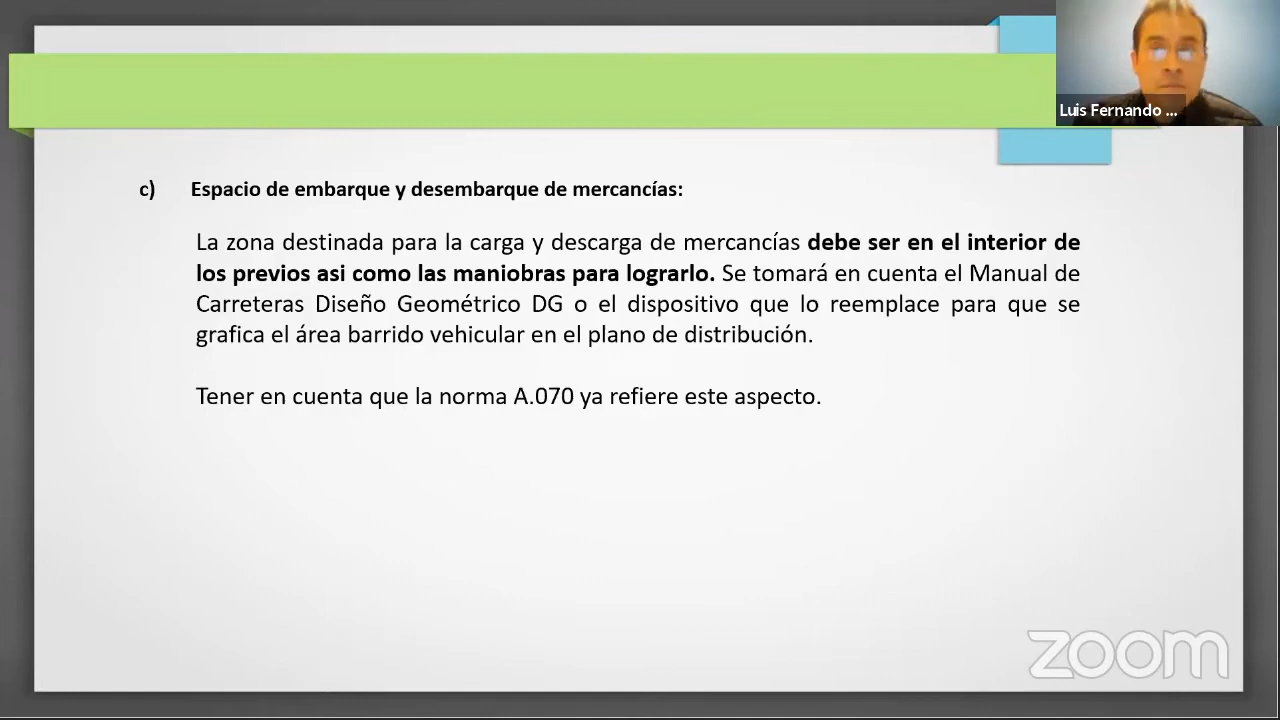 Luis Fernando ...
c) Espacio de embarque y desembarque de mercancías:
La zona destinada para la carga y descarga de mercancías debe ser en el interior de
los previos asi como las maniobras para lograrlo. Se tomará en cuenta el Manual de
Carreteras Diseño Geométrico DG o el dispositivo que lo reemplace para que se
grafica el área barrido vehicular en el plano de distribución.
Tener en cuenta que la norma A.070 ya refiere este aspecto.
zoom